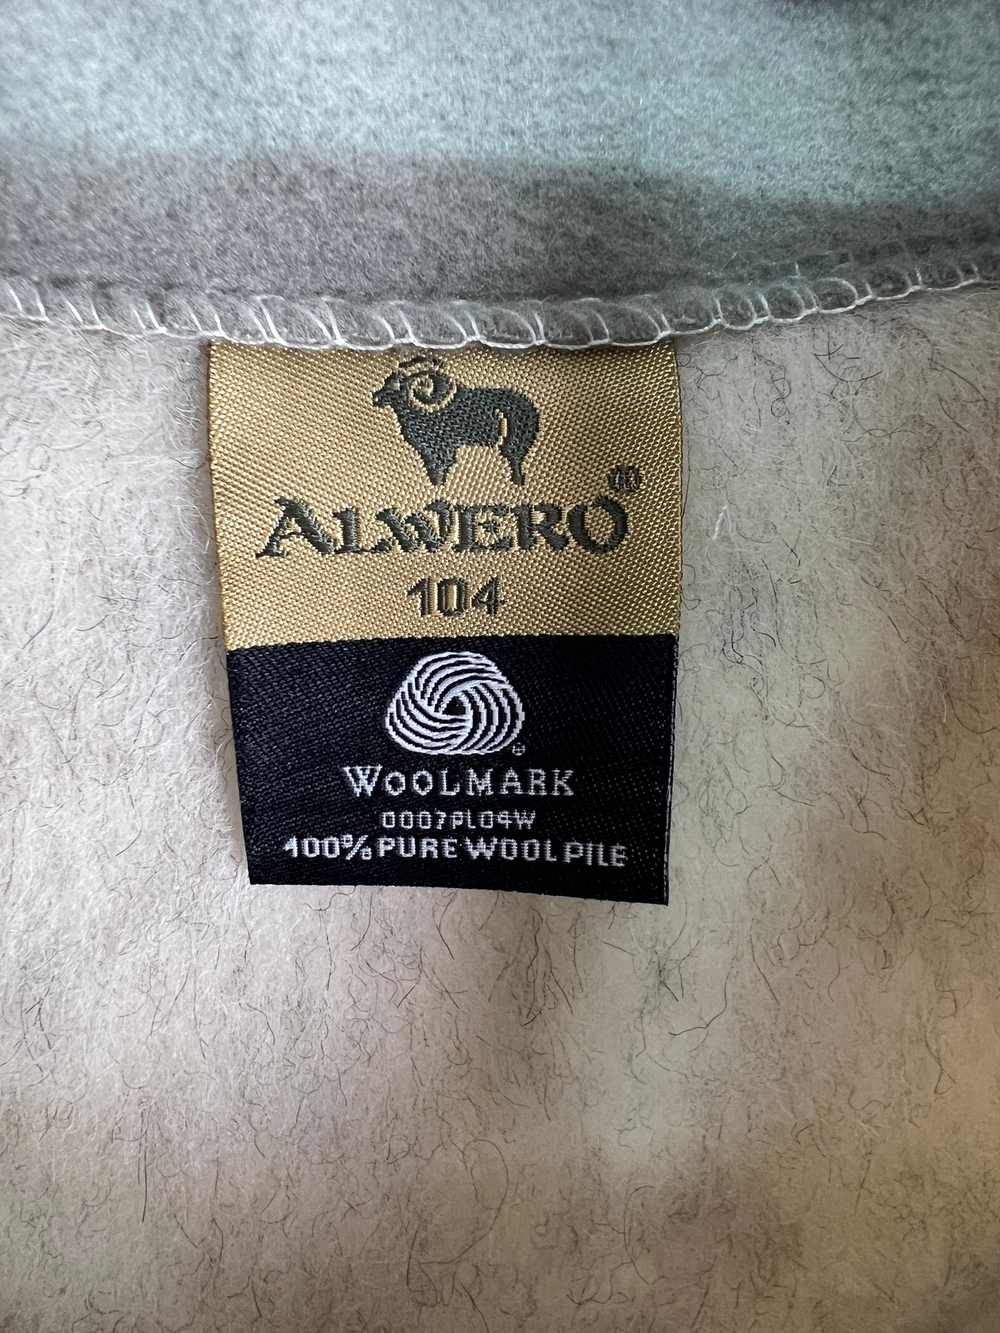 ALWERO®
104
WOOLMARK
0007PL04W
100% PURE WOOL PILE